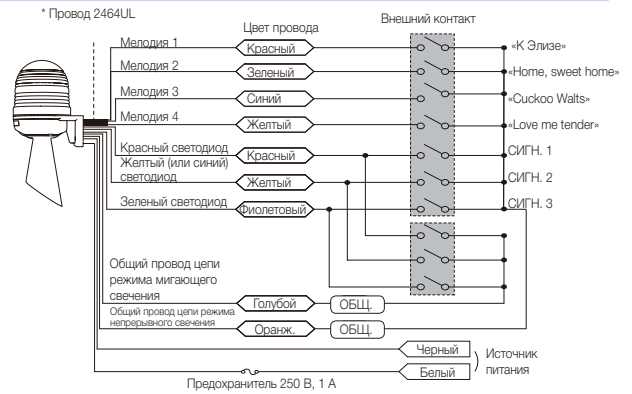 * Провод 2464UL
Цвет провода
Внешний контакт
Мелодия 1
Красный
«К Элизе»
Мелодия 2
Зеленый
«Home, sweet home»
Мелодия 3
Синий
«Cuckoo Walts»
Мелодия 4
Желтый
«Love me tender»
Красный светодиод
Красный
СИГН. 1
Желтый (или синий)
светодиод
Желтый
СИГН. 2
Зеленый светодиод
Фиолетовый
СИГН. 3
Общий провод цепи
режима мигающего
свечения
Голубой
ОБЩ.
Общий провод цепи режима
непрерывного свечения
Оранж.
ОБЩ.
Черный
Источник
питания
Белый
Предохранитель 250 В, 1 А